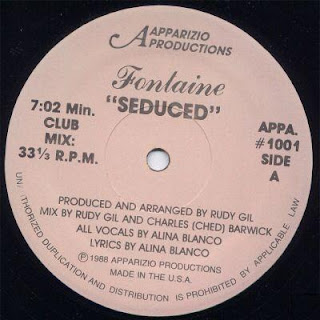 A APPARIZIO
PRODUCTIONS
Fontaine
"SEDUCED"
7:02 Min.
CLUB
MIX:
33⅓ R.P.M.
APPA.
#1001
SIDE
A
PRODUCED AND ARRANGED BY RUDY GIL
MIX BY RUDY GIL AND CHARLES (CHED) BARWICK
ALL VOCALS BY ALINA BLANCO
LYRICS BY ALINA BLANCO
℗ 1988 APPARIZIO PRODUCTIONS
MADE IN THE U.S.A.
UNAUTHORIZED DUPLICATION AND DISTRIBUTION IS PROHIBITED BY APPLICABLE LAW